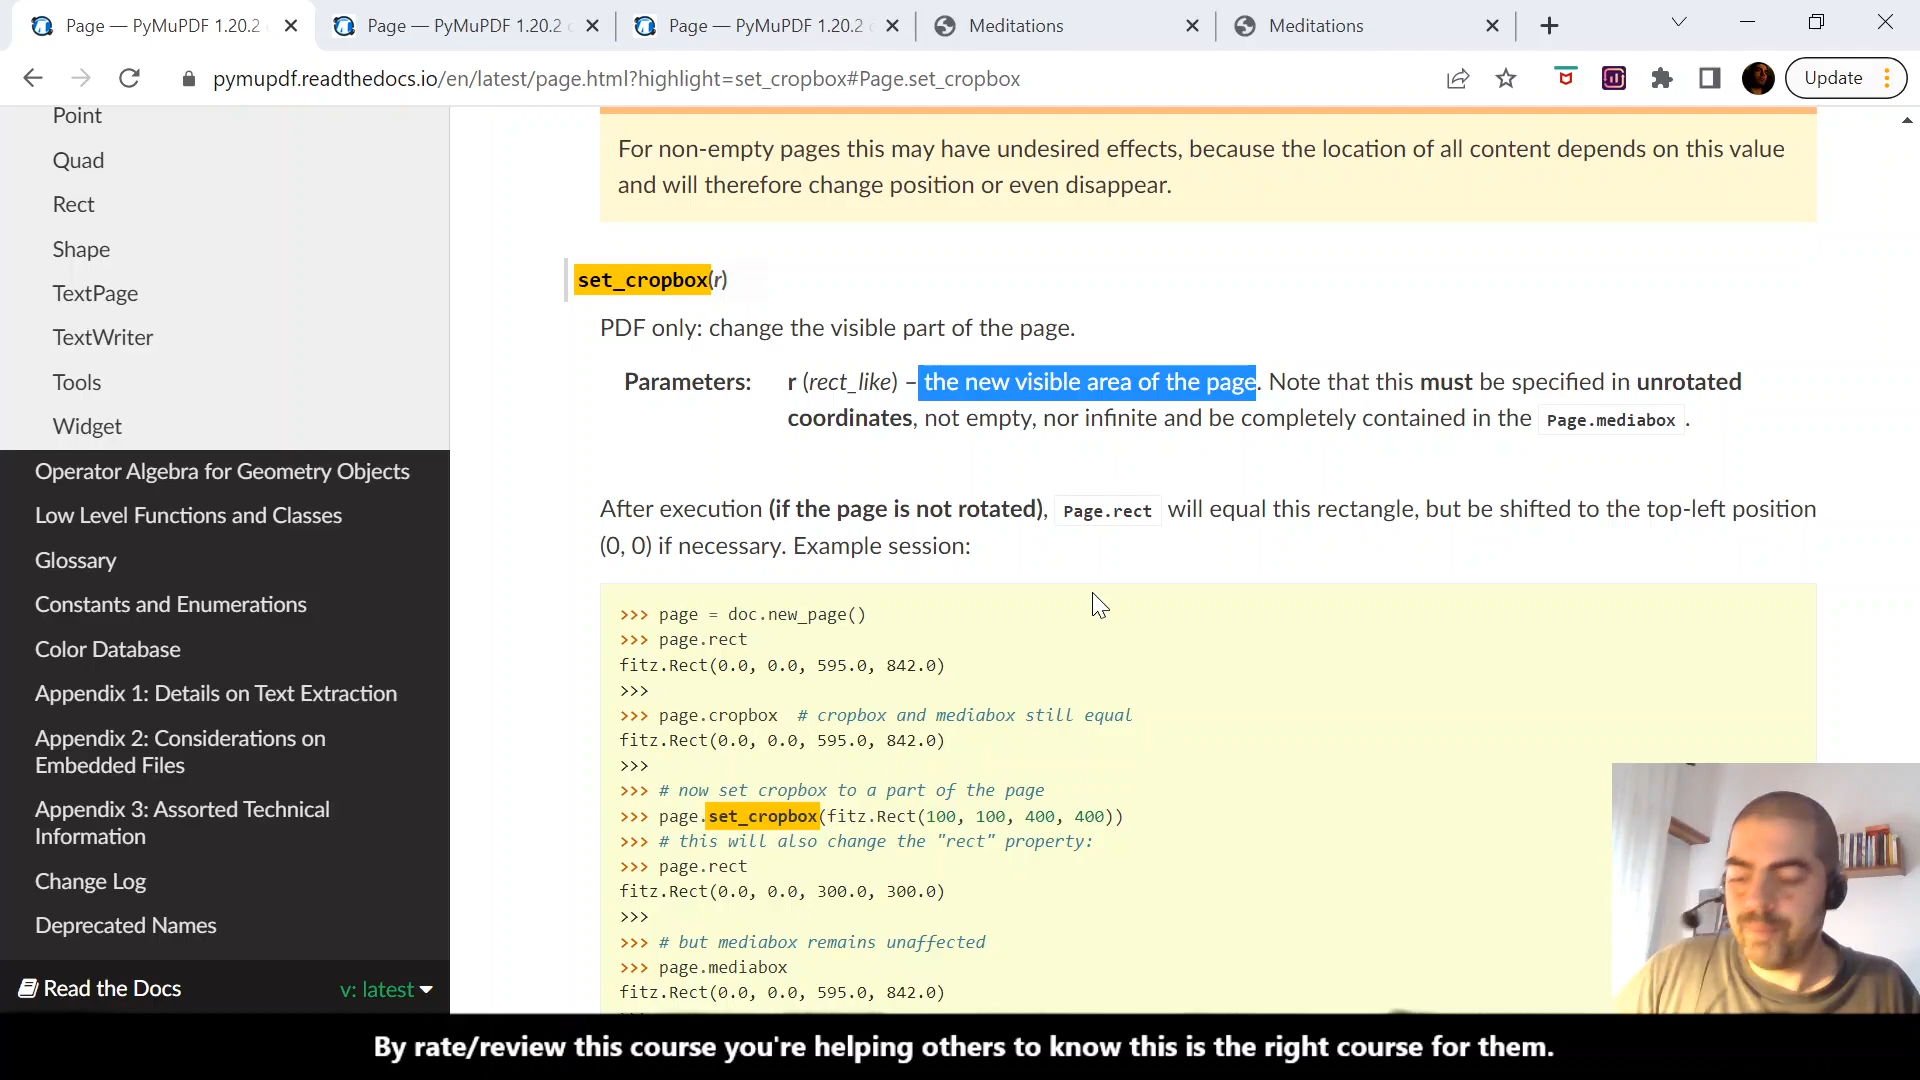 Page — PyMuPDF 1.20.2
Page — PyMuPDF 1.20.2
Page — PyMuPDF 1.20.2
Meditations
Meditations
pymupdf.readthedocs.io/en/latest/page.html?highlight=set_cropbox#Page.set_cropbox
Update
Point
Quad
Rect
Shape
TextPage
TextWriter
Tools
Widget
Operator Algebra for Geometry Objects
Low Level Functions and Classes
Glossary
Constants and Enumerations
Color Database
Appendix 1: Details on Text Extraction
Appendix 2: Considerations on
Embedded Files
Appendix 3: Assorted Technical
Information
Change Log
Deprecated Names
Read the Docs
v: latest
For non-empty pages this may have undesired effects, because the location of all content depends on this value
and will therefore change position or even disappear.
set_cropbox(r)
PDF only: change the visible part of the page.
Parameters: r (rect_like) – the new visible area of the page. Note that this must be specified in unrotated
coordinates, not empty, nor infinite and be completely contained in the Page.mediabox .
After execution (if the page is not rotated), Page.rect will equal this rectangle, but be shifted to the top-left position
(0, 0) if necessary. Example session:
>>> page = doc.new_page()
>>> page.rect
fitz.Rect(0.0, 0.0, 595.0, 842.0)
>>>
>>> page.cropbox # cropbox and mediabox still equal
fitz.Rect(0.0, 0.0, 595.0, 842.0)
>>>
>>> # now set cropbox to a part of the page
>>> page.set_cropbox(fitz.Rect(100, 100, 400, 400))
>>> # this will also change the "rect" property:
>>> page.rect
fitz.Rect(0.0, 0.0, 300.0, 300.0)
>>>
>>> # but mediabox remains unaffected
>>> page.mediabox
fitz.Rect(0.0, 0.0, 595.0, 842.0)
By rate/review this course you're helping others to know this is the right course for them.